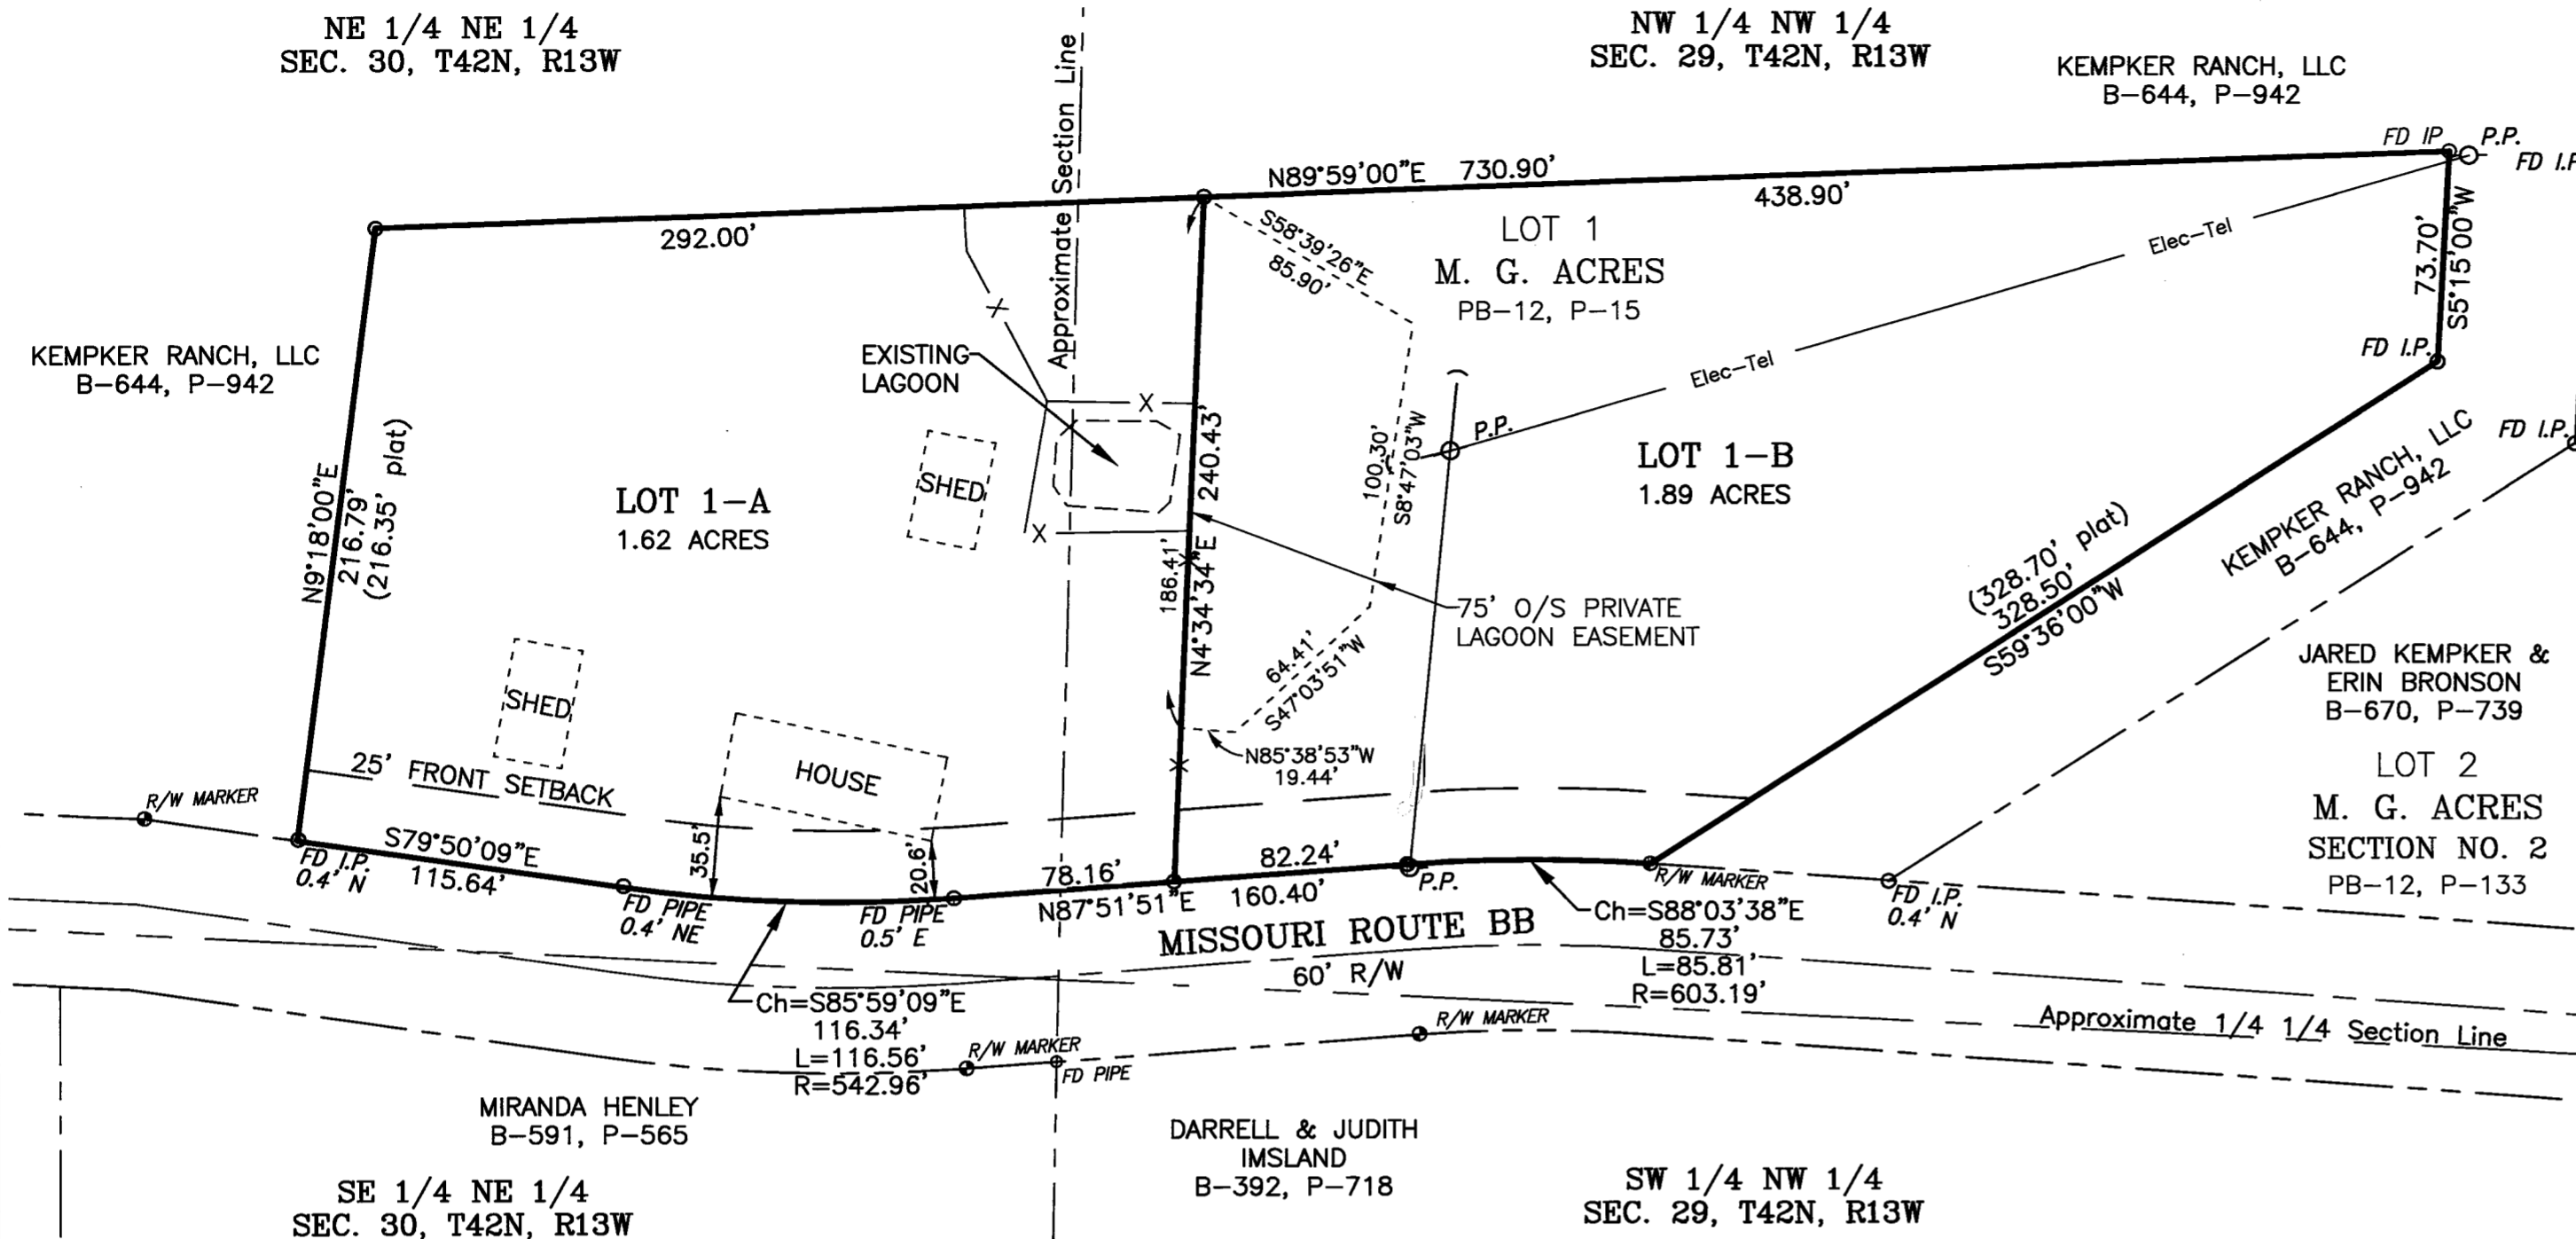 NE 1/4 NE 1/4
SEC. 30, T42N, R13W
NW 1/4 NW 1/4
SEC. 29, T42N, R13W
KEMPKER RANCH, LLC
B-644, P-942
Approximate Section Line
FD IP
P.P.
FD I.P
N89°59'00"E 730.90'
292.00'
438.90'
S58°39'26"E
85.90'
LOT 1
M. G. ACRES
PB-12, P-15
Elec-Tel
Elec-Tel
73.70'
S5°15'00"W
FD I.P.
KEMPKER RANCH, LLC
B-644, P-942
EXISTING
LAGOON
X
X
X
X
X
N9°18'00"E
216.79'
(216.35' plat)
SHED
LOT 1-A
1.62 ACRES
N4°34'34"E 240.43'
186.41'
100.30'
S8°47'03"W
P.P.
LOT 1-B
1.89 ACRES
FD I.P.
KEMPKER RANCH, LLC
B-644, P-942
(328.70' plat)
328.50'
S59°36'00"W
75' O/S PRIVATE
LAGOON EASEMENT
64.41'
S47°03'51"W
N85°38'53"W
19.44'
SHED
HOUSE
25' FRONT SETBACK
JARED KEMPKER &
ERIN BRONSON
B-670, P-739
LOT 2
M. G. ACRES
SECTION NO. 2
PB-12, P-133
R/W MARKER
S79°50'09"E
115.64'
FD I.P.
0.4' N
35.5'
20.6'
FD PIPE
0.4' NE
FD PIPE
0.5' E
78.16'
82.24'
N87°51'51"E 160.40'
P.P.
R/W MARKER
FD I.P.
0.4' N
MISSOURI ROUTE BB
60' R/W
Ch=S88°03'38"E
85.73'
L=85.81'
R=603.19'
Ch=S85°59'09"E
116.34'
L=116.56'
R=542.96'
R/W MARKER
FD PIPE
R/W MARKER
Approximate 1/4 1/4 Section Line
MIRANDA HENLEY
B-591, P-565
DARRELL & JUDITH
IMSLAND
B-392, P-718
SE 1/4 NE 1/4
SEC. 30, T42N, R13W
SW 1/4 NW 1/4
SEC. 29, T42N, R13W